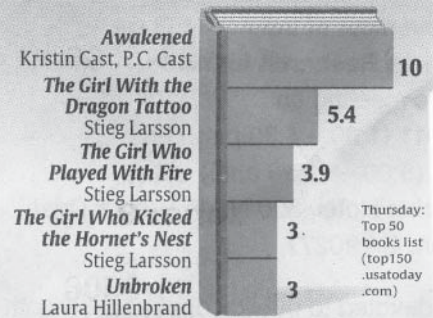 Awakened
Kristin Cast, P.C. Cast
10
The Girl With the
Dragon Tattoo
Stieg Larsson
5.4
The Girl Who
Played With Fire
Stieg Larsson
3.9
The Girl Who Kicked
the Hornet's Nest
Stieg Larsson
3
Unbroken
Laura Hillenbrand
3
Thursday:
Top 50
books list
(top150
.usatoday
.com)